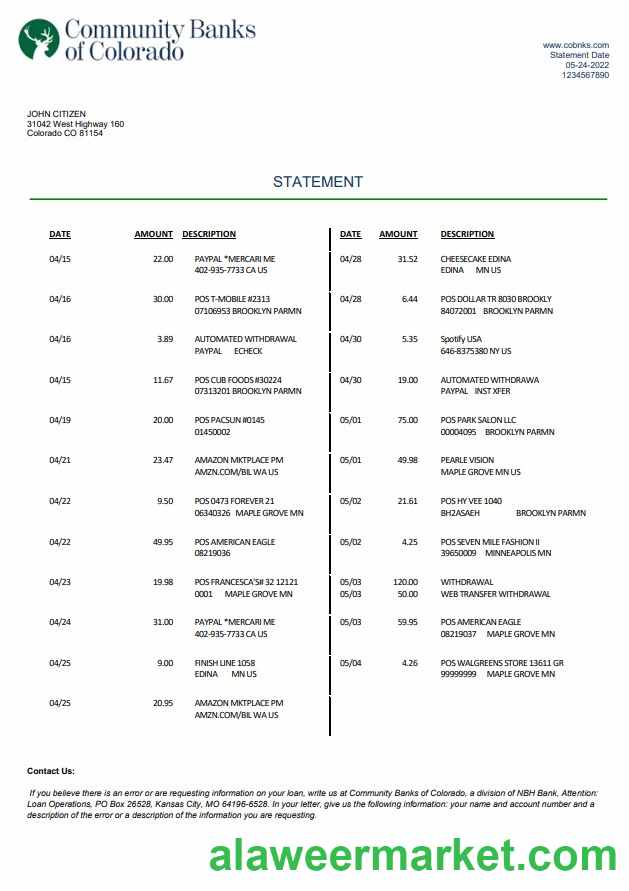 Community Banks
of Colorado
www.cobnks.com
Statement Date
05-24-2022
1234567890
JOHN CITIZEN
31042 West Highway 160
Colorado CO 81154
STATEMENT
DATE AMOUNT DESCRIPTION
04/15 22.00 PAYPAL *MERCARI ME
402-935-7733 CA US
04/16 30.00 POS T-MOBILE #2313
07106953 BROOKLYN PARMN
04/16 3.89 AUTOMATED WITHDRAWAL
PAYPAL ECHECK
04/15 11.67 POS CUB FOODS #30224
07313201 BROOKLYN PARMN
04/19 20.00 POS PACSUN #0145
01450002
04/21 23.47 AMAZON MKTPLACE PM
AMZN.COM/BIL WA US
04/22 9.50 POS 0473 FOREVER 21
06340326 MAPLE GROVE MN
04/22 49.95 POS AMERICAN EAGLE
08219036
04/23 19.98 POS FRANCESCA'S# 32 12121
0001 MAPLE GROVE MN
04/24 31.00 PAYPAL *MERCARI ME
402-935-7733 CA US
04/25 9.00 FINISH LINE 1058
EDINA MN US
04/25 20.95 AMAZON MKTPLACE PM
AMZN.COM/BIL WA US
DATE AMOUNT DESCRIPTION
04/28 31.52 CHEESECAKE EDINA
EDINA MN US
04/28 6.44 POS DOLLAR TR 8030 BROOKLY
84072001 BROOKLYN PARMN
04/30 5.35 Spotify USA
646-8375380 NY US
04/30 19.00 AUTOMATED WITHDRAWA
PAYPAL INST XFER
05/01 75.00 POS PARK SALON LLC
00004095 BROOKLYN PARMN
05/01 49.98 PEARLE VISION
MAPLE GROVE MN US
05/02 21.61 POS HY VEE 1040
BH2ASAEH BROOKLYN PARMN
05/02 4.25 POS SEVEN MILE FASHION II
39650009 MINNEAPOLIS MN
05/03 120.00 WITHDRAWAL
05/03 50.00 WEB TRANSFER WITHDRAWAL
05/03 59.95 POS AMERICAN EAGLE
08219037 MAPLE GROVE MN
05/04 4.26 POS WALGREENS STORE 13611 GR
99999999 MAPLE GROVE MN
Contact Us:
If you believe there is an error or are requesting information on your loan, write us at Community Banks of Colorado, a division of NBH Bank, Attention:
Loan Operations, PO Box 26528, Kansas City, MO 64196-6528. In your letter, give us the following information: your name and account number and a
description of the error or a description of the information you are requesting.
alaweermarket.com